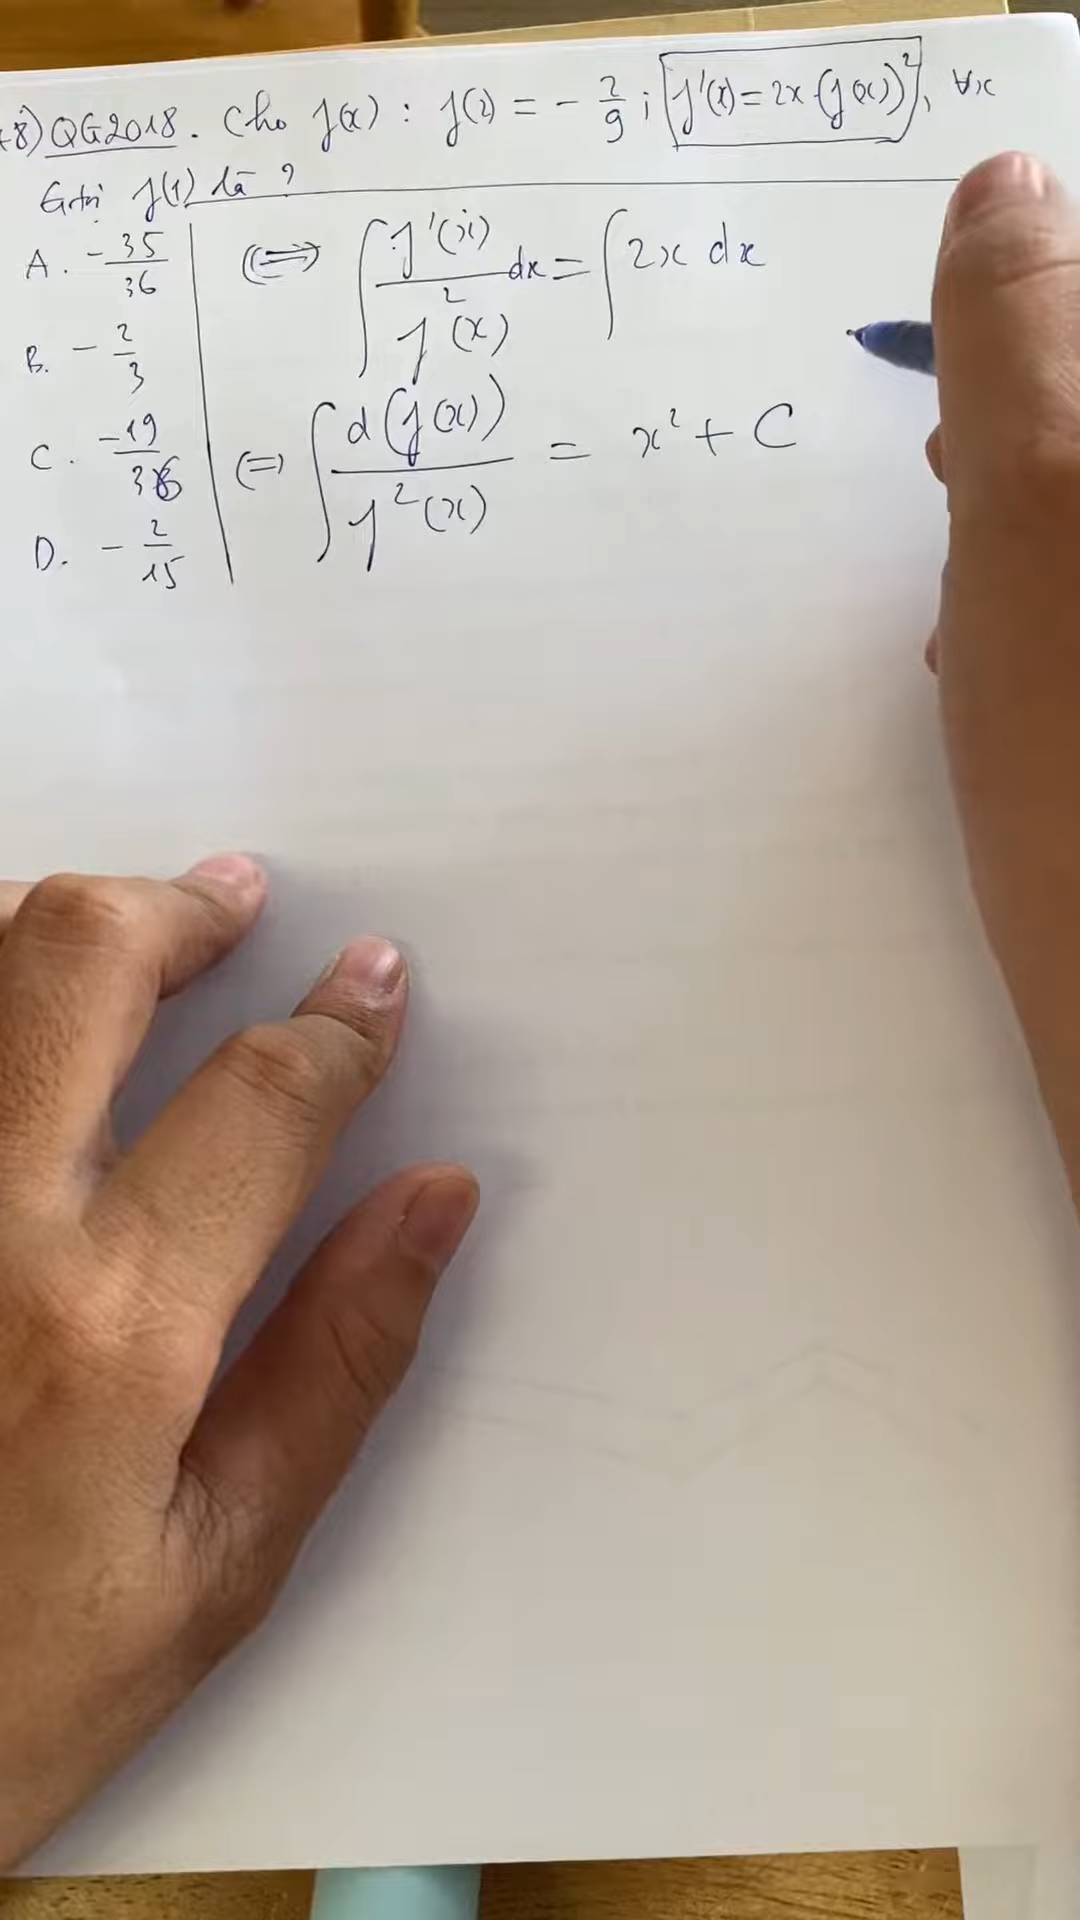 48) QG2018. Cho f(x) : f(2) = - 2/9 ; f'(x) = 2x.(f(x))², ∀x
Gtrị f(1) là ?
A. -35/36
B. - 2/3
C. -19/36
D. - 2/15
(⇔) ∫ f'(x)/f²(x) dx = ∫ 2x dx
(=) ∫ d(f(x))/f²(x) = x² + C